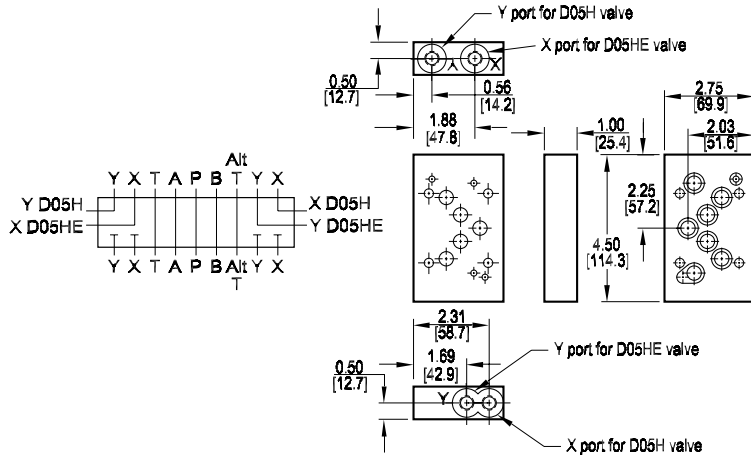 Y port for D05H valve
X port for D05HE valve
Y X
0.50
[12.7]
0.56
[14.2]
1.88
[47.8]
1.00
[25.4]
2.75
[69.9]
2.03
[51.6]
Alt
Y X T A P B T Y X
Y D05H
X D05H
X D05HE
Y D05HE
Y X T A P B Alt Y X
T
2.25
[57.2]
4.50
[114.3]
2.31
[58.7]
1.69
[42.9]
0.50
[12.7]
Y
Y port for D05HE valve
X port for D05H valve